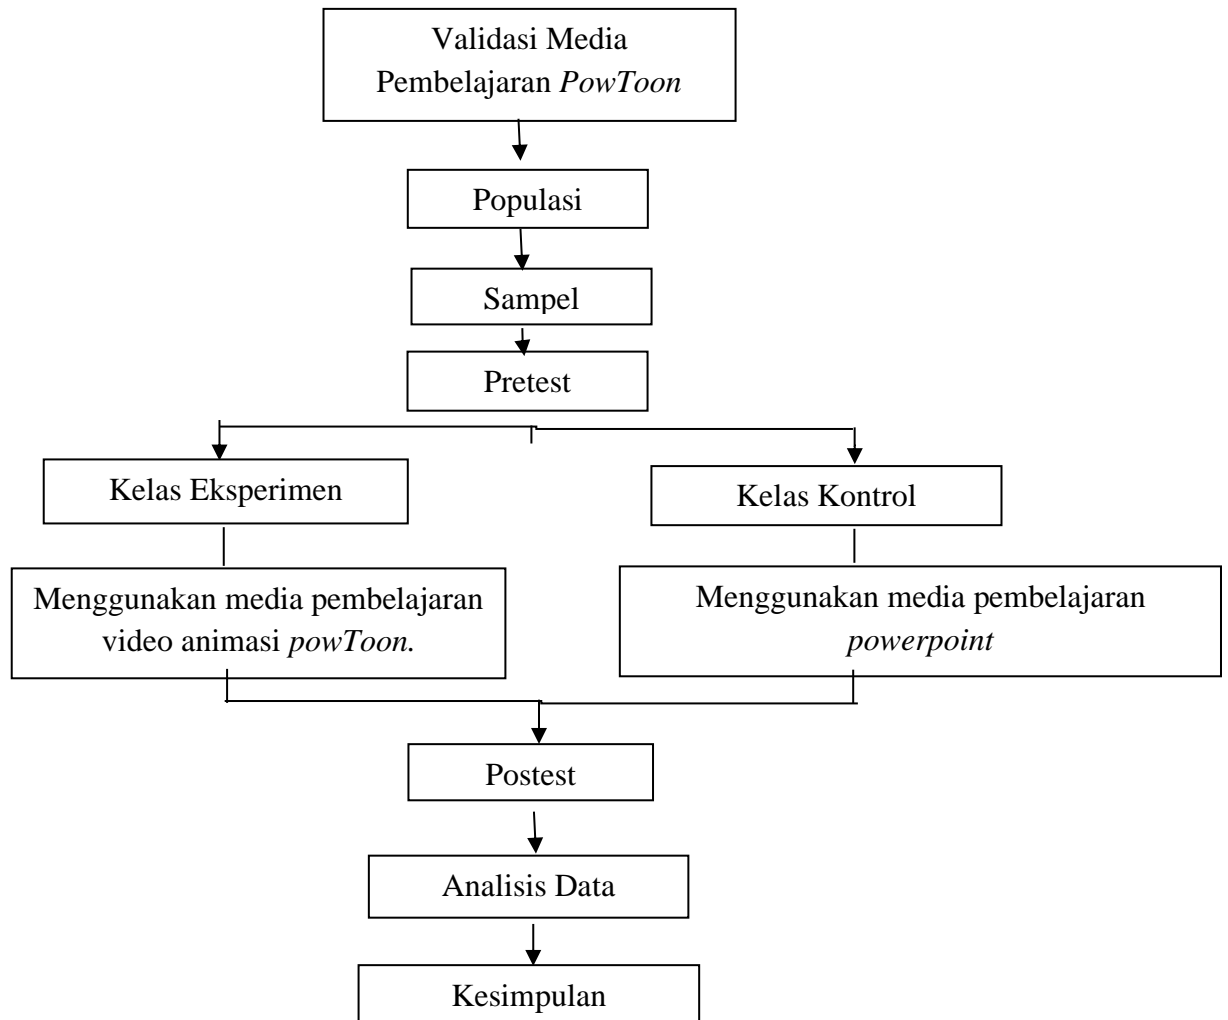 Validasi Media
Pembelajaran PowToon
Populasi
Sampel
Pretest
Kelas Eksperimen
Kelas Kontrol
Menggunakan media pembelajaran
video animasi powToon.
Menggunakan media pembelajaran
powerpoint
Postest
Analisis Data
Kesimpulan